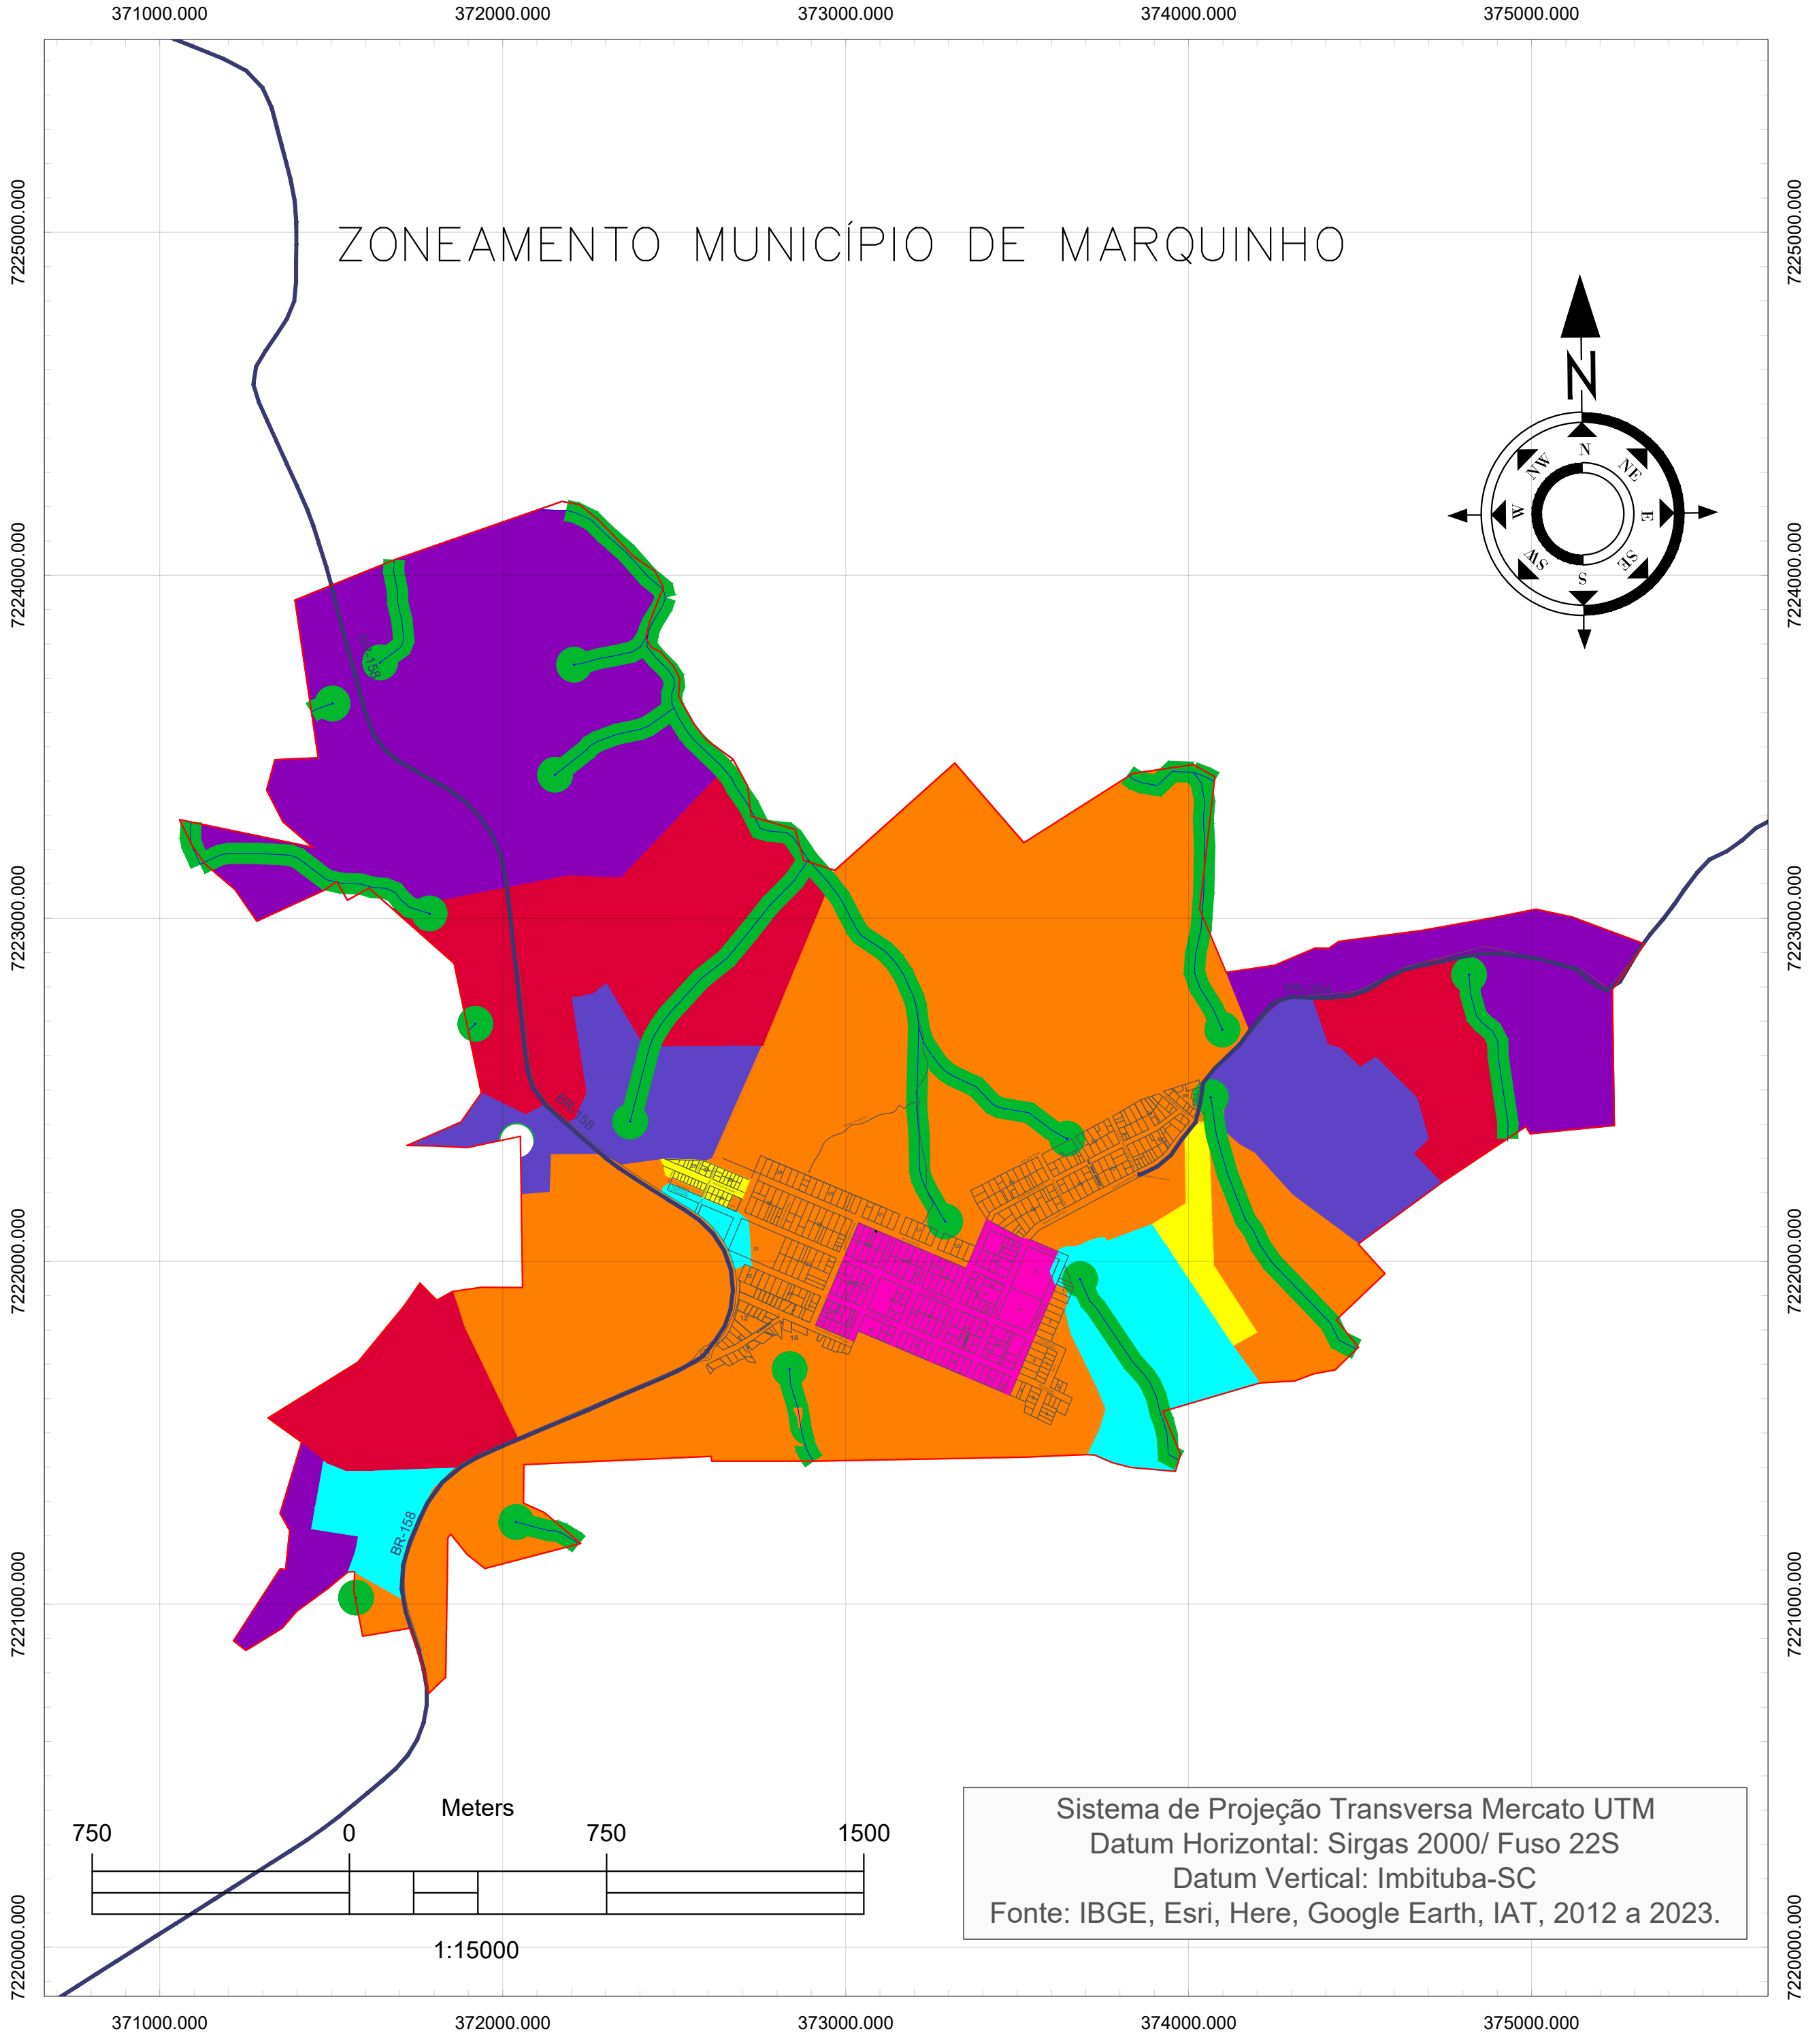 371000.000 372000.000 373000.000 374000.000 375000.000
7225000.000 7225000.000
ZONEAMENTO MUNICÍPIO DE MARQUINHO
N
N
NW NE
W E
SW SE
S
7224000.000 7224000.000
BR-158
7223000.000 7223000.000
BR-158
7222000.000 7222000.000
12
18
BR-158
7221000.000 7221000.000
Meters
750 0 750 1500
1:15000
Sistema de Projeção Transversa Mercato UTM
Datum Horizontal: Sirgas 2000/ Fuso 22S
Datum Vertical: Imbituba-SC
Fonte: IBGE, Esri, Here, Google Earth, IAT, 2012 a 2023.
7220000.000 7220000.000
371000.000 372000.000 373000.000 374000.000 375000.000